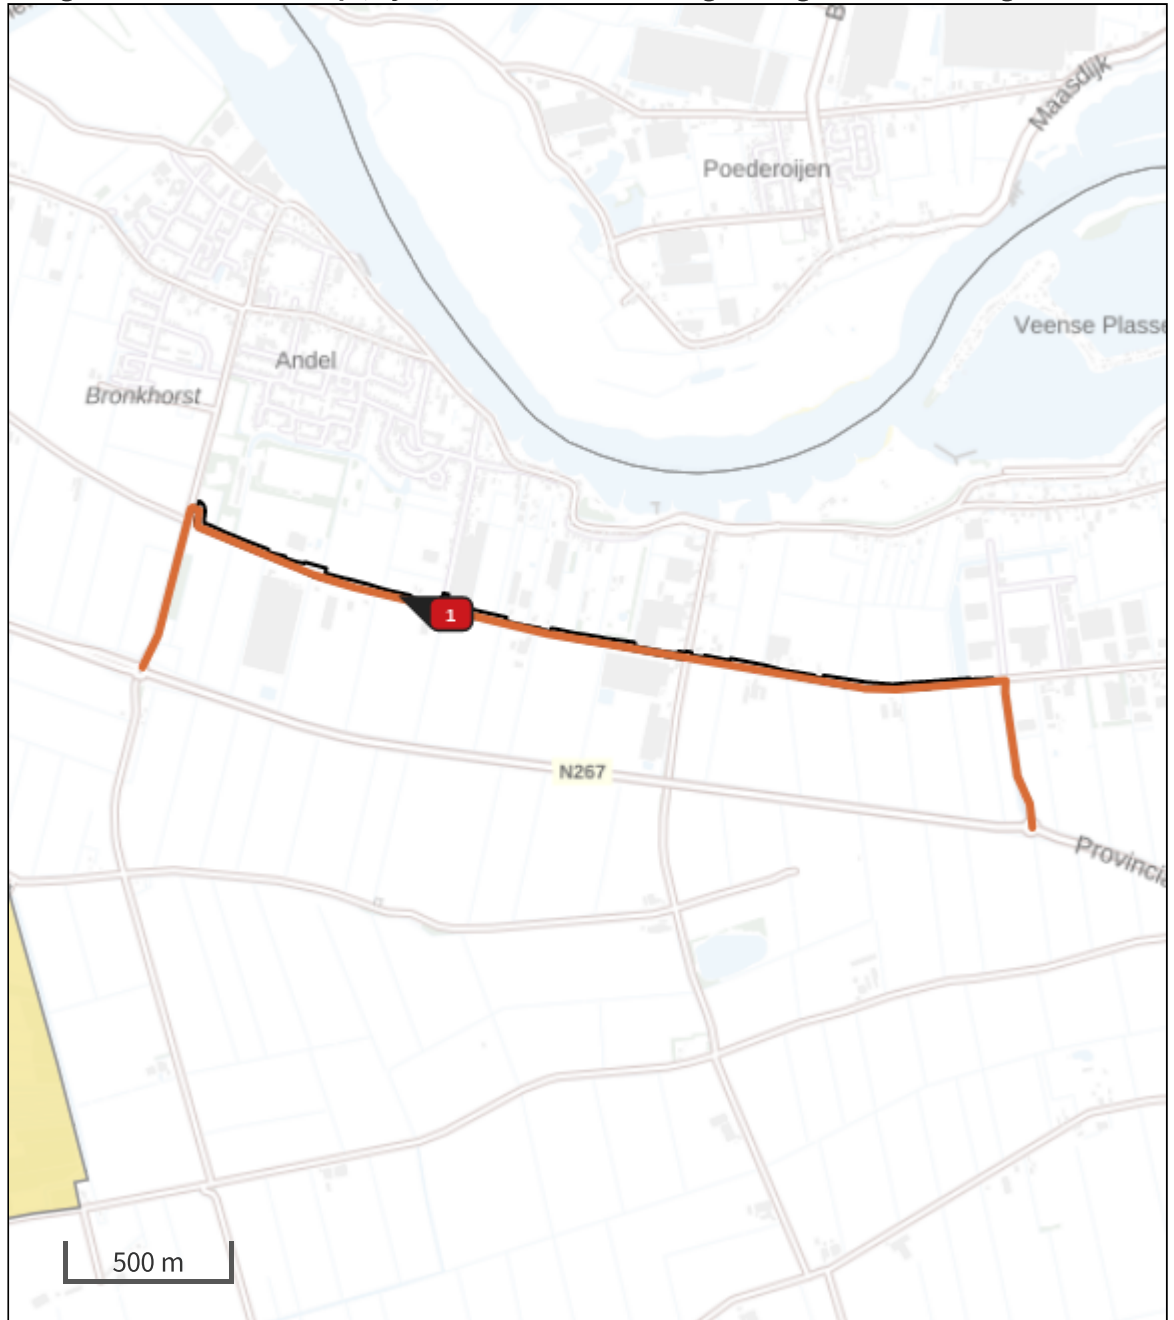 B
Maasdijk
Poederoijen
Veense Plasse
Andel
Bronkhorst
1
N267
Provincia
500 m